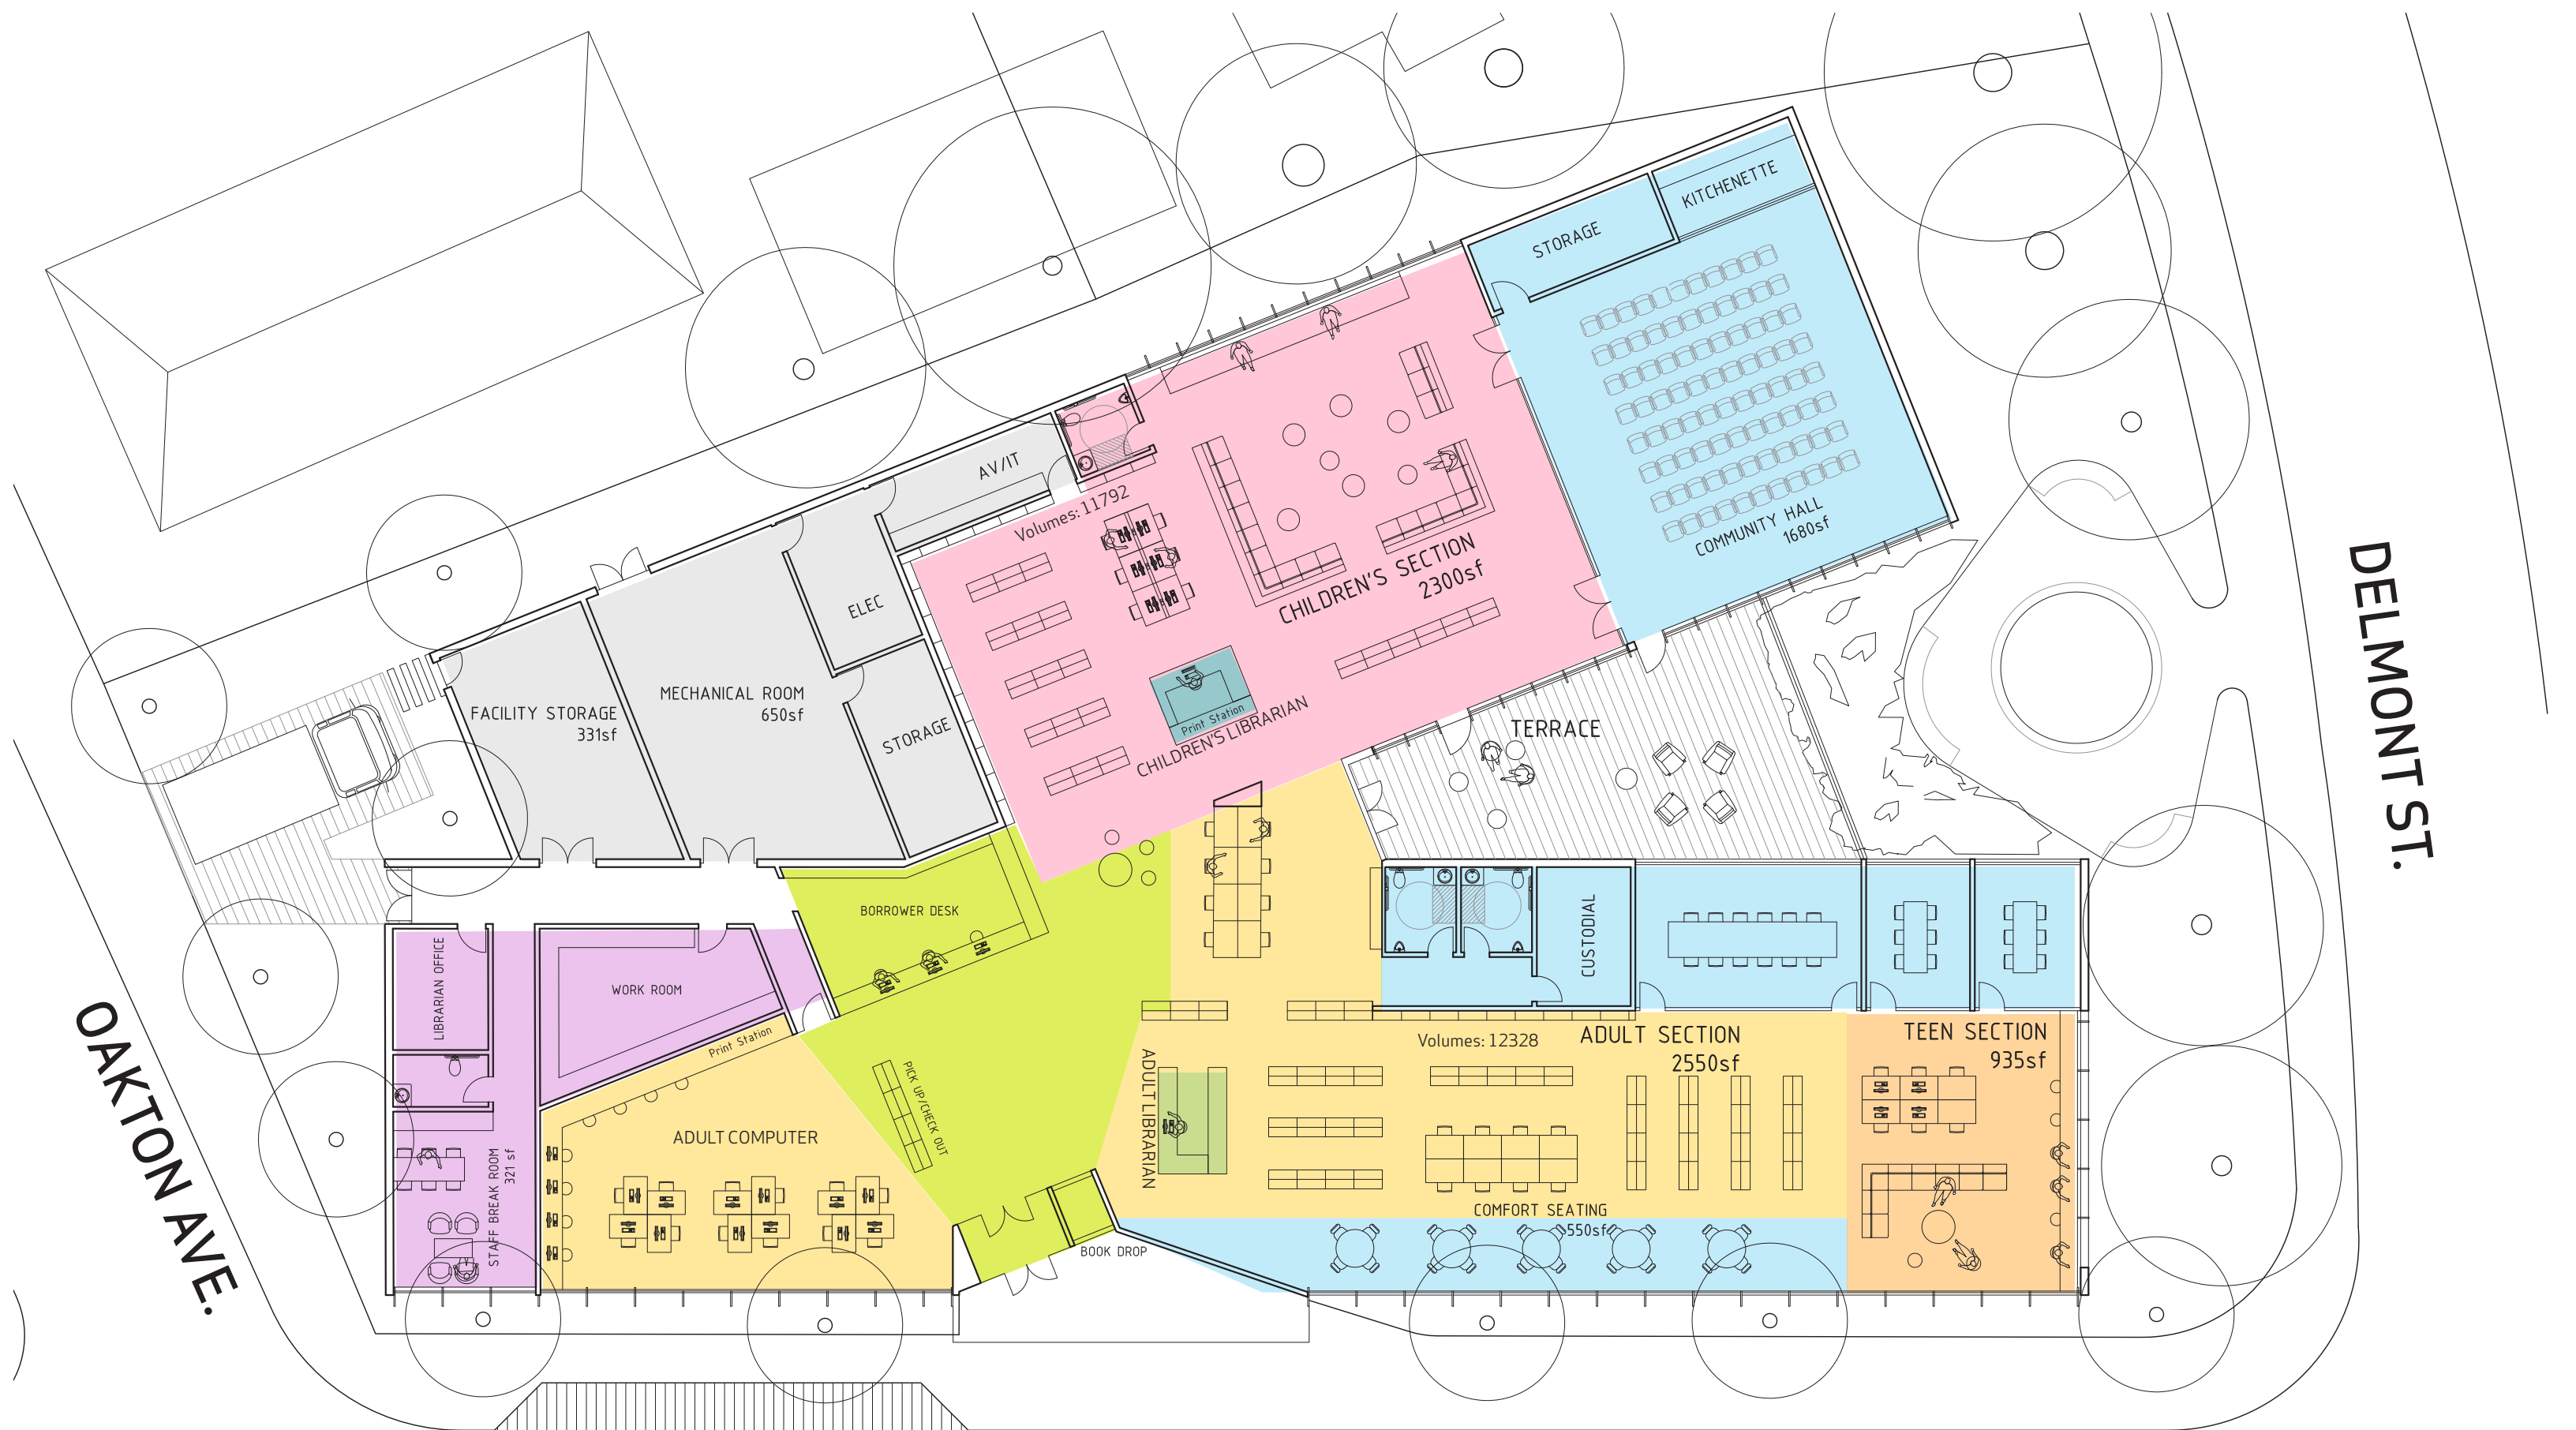 KITCHENETTE
STORAGE
AV/IT
Volumes: 11792
COMMUNITY HALL
1680sf
CHILDREN'S SECTION
2300sf
ELEC
MECHANICAL ROOM
650sf
FACILITY STORAGE
331sf
STORAGE
Print Station
CHILDREN'S LIBRARIAN
TERRACE
DELMONT ST.
BORROWER DESK
CUSTODIAL
LIBRARIAN OFFICE
WORK ROOM
Print Station
OAKTON AVE.
PICK UP/CHECK OUT
ADULT LIBRARIAN
Volumes: 12328
ADULT SECTION
2550sf
TEEN SECTION
935sf
ADULT COMPUTER
STAFF BREAK ROOM
321 sf
COMFORT SEATING
550sf
BOOK DROP